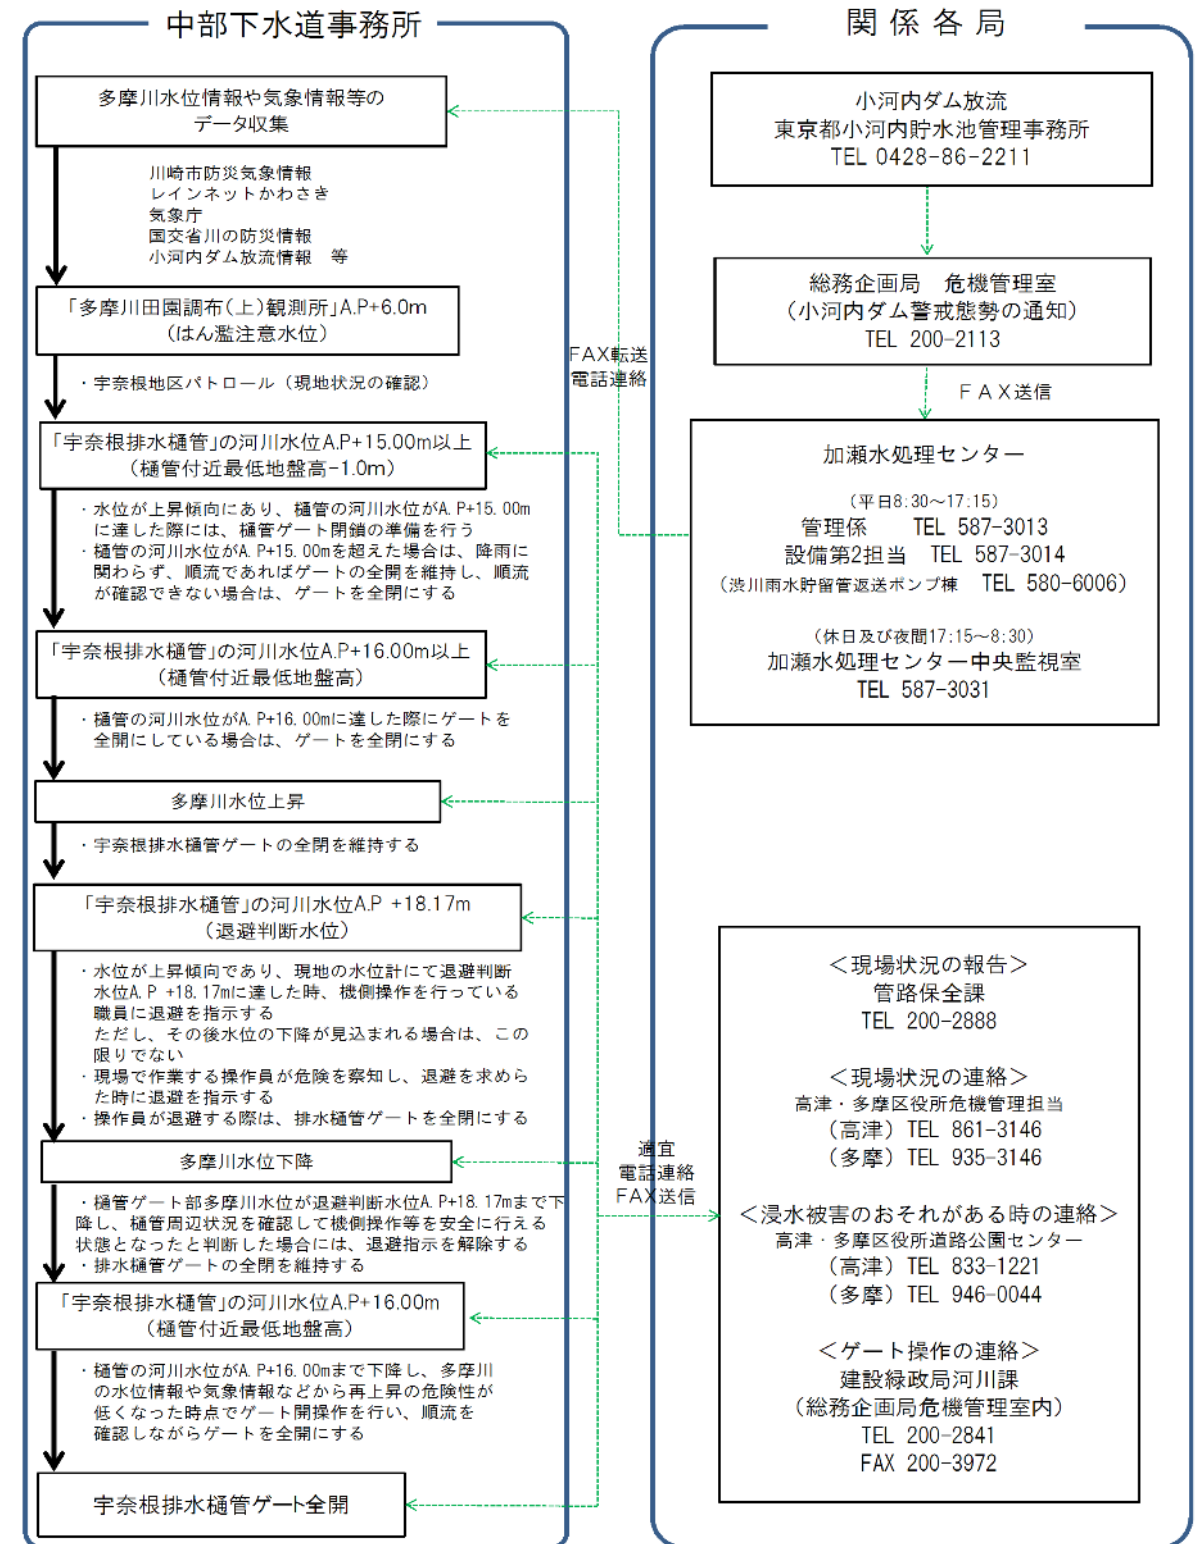 中部下水道事務所
多摩川水位情報や気象情報等の
データ収集
川崎市防災気象情報
レインネットかわさき
気象庁
国交省川の防災情報
小河内ダム放流情報　等
「多摩川田園調布(上)観測所」A.P+6.0m
(はん濫注意水位)
・宇奈根地区パトロール（現地状況の確認）
「宇奈根排水樋管」の河川水位A.P+15.00m以上
（樋管付近最低地盤高-1.0m）
・水位が上昇傾向にあり、樋管の河川水位がA.P+15.00m
に達した際には、樋管ゲート閉鎖の準備を行う
・樋管の河川水位がA.P+15.00mを超えた場合は、降雨に
関わらず、順流であればゲートの全開を維持し、順流
が確認できない場合は、ゲートを全閉にする
「宇奈根排水樋管」の河川水位A.P+16.00m以上
（樋管付近最低地盤高）
・樋管の河川水位がA.P+16.00mに達した際にゲートを
全開にしている場合は、ゲートを全閉にする
多摩川水位上昇
・宇奈根排水樋管ゲートの全閉を維持する
「宇奈根排水樋管」の河川水位A.P +18.17m
（退避判断水位）
・水位が上昇傾向であり、現地の水位計にて退避判断
水位A.P +18.17mに達した時、機側操作を行っている
職員に退避を指示する
ただし、その後水位の下降が見込まれる場合は、この
限りでない
・現場で作業する操作員が危険を察知し、退避を求めら
た時に退避を指示する
・操作員が退避する際は、排水樋管ゲートを全閉にする
多摩川水位下降
・樋管ゲート部多摩川水位が退避判断水位A.P+18.17mまで下
降し、樋管周辺状況を確認して機側操作等を安全に行える
状態となったと判断した場合には、退避指示を解除する
・排水樋管ゲートの全閉を維持する
「宇奈根排水樋管」の河川水位A.P+16.00m
（樋管付近最低地盤高）
・樋管の河川水位がA.P+16.00mまで下降し、多摩川
の水位情報や気象情報などから再上昇の危険性が
低くなった時点でゲート開操作を行い、順流を
確認しながらゲートを全開にする
宇奈根排水樋管ゲート全開
FAX転送
電話連絡
適宜
電話連絡
FAX送信
関係各局
小河内ダム放流
東京都小河内貯水池管理事務所
TEL 0428-86-2211
総務企画局　危機管理室
（小河内ダム警戒態勢の通知）
TEL 200-2113
ＦＡＸ送信
加瀬水処理センター
（平日8:30～17:15）
管理係　　TEL 587-3013
設備第2担当　TEL 587-3014
（渋川雨水貯留管返送ポンプ棟　TEL 580-6006）
（休日及び夜間17:15～8:30）
加瀬水処理センター中央監視室
TEL 587-3031
＜現場状況の報告＞
管路保全課
TEL 200-2888
＜現場状況の連絡＞
高津・多摩区役所危機管理担当
（高津）TEL 861-3146
（多摩）TEL 935-3146
＜浸水被害のおそれがある時の連絡＞
高津・多摩区役所道路公園センター
（高津）TEL 833-1221
（多摩）TEL 946-0044
＜ゲート操作の連絡＞
建設緑政局河川課
（総務企画局危機管理室内）
TEL 200-2841
FAX 200-3972